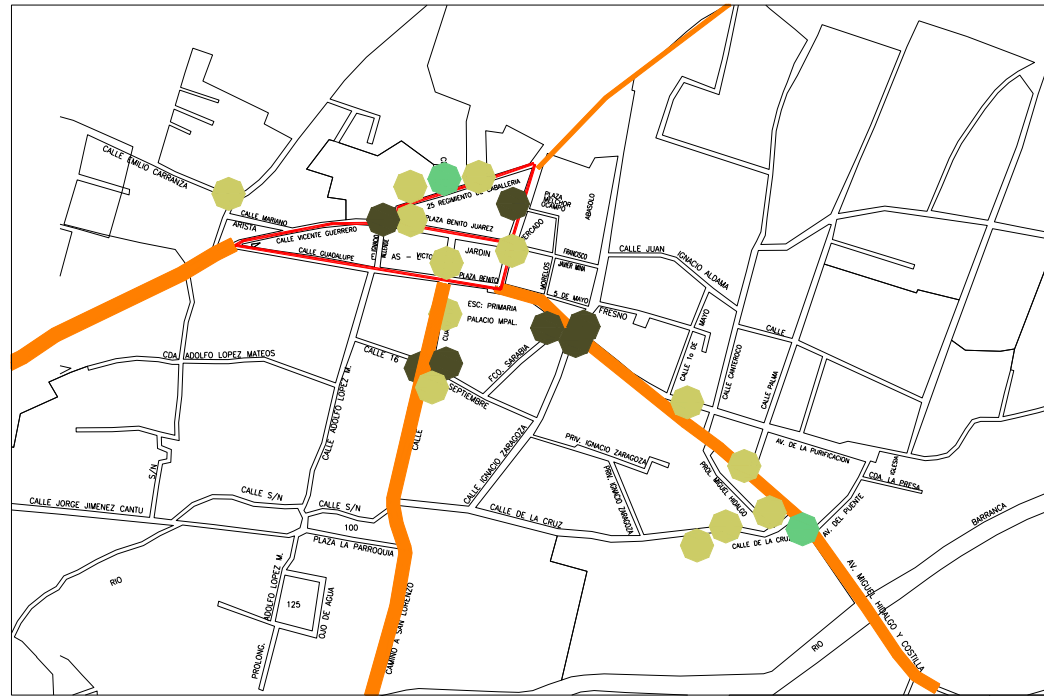 CALLE EMILIO CARRANZA
CALLE MARIANO
ARISTA
CALLE VICENTE GUERRERO
CALLE GUADALUPE
25 REGIMIENTO DE CABALLERIA
PLAZA BENITO JUAREZ
PLAZA
MELCHOR
OCAMPO
ABASOLO
ALLENDE
JARDIN
PLAZA BENITO
MORELOS
FRANCISCO
JAVIER MINA
5 DE MAYO
CALLE JUAN
IGNACIO ALDAMA
ESC: PRIMARIA
PALACIO MPAL.
FRESNO
CALLE
MAYO
CALLE 1o DE
CALLE CANTEROCO
CALLE PALMA
CDA. ADOLFO LOPEZ MATEOS
CALLE 16
SEPTIEMBRE
FCO. SARABIA
CALLE ADOLFO LOPEZ M.
CALLE
CALLE IGNACIO ZARAGOZA
PRIV. IGNACIO ZARAGOZA
PRIV. IGNACIO ZARAGOZA
PROL. MIGUEL HIDALGO
AV. DE LA PURIFICACION
IGLESIA
CDA. LA PRESA
S/N
CALLE JORGE JIMENEZ CANTU
CALLE S/N
CALLE S/N
100
CALLE DE LA CRUZ
CALLE DE LA CRUZ
AV. DEL PUENTE
BARRANCA
PLAZA LA PARROQUIA
RIO
ADOLFO LOPEZ M.
PROLONG.
125
OJO DE AGUA
CAMINO A SAN LORENZO
RIO
AV. MIGUEL HIDALGO Y COSTILLA